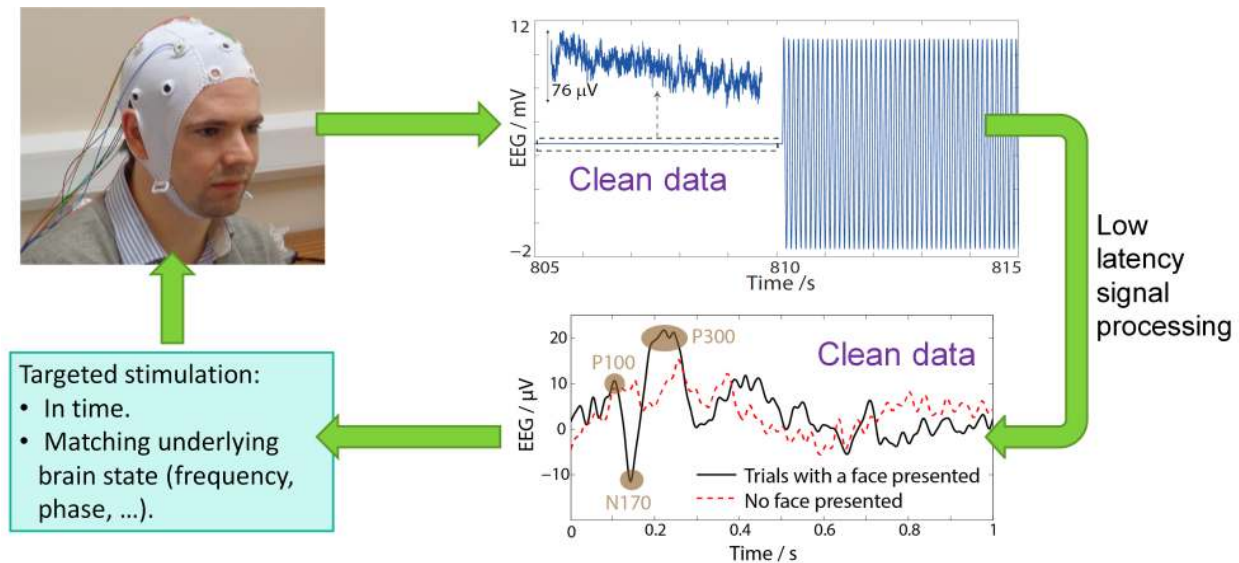 12
EEG / mV
−2
76 μV
Clean data
805
810
815
Time /s
Low
latency
signal
processing
20
10
0
−10
EEG / μV
P100
P300
N170
Clean data
Trials with a face presented
No face presented
0
0.2
0.4
0.6
0.8
1
Time / s
Targeted stimulation:
• In time.
• Matching underlying
brain state (frequency,
phase, ...).